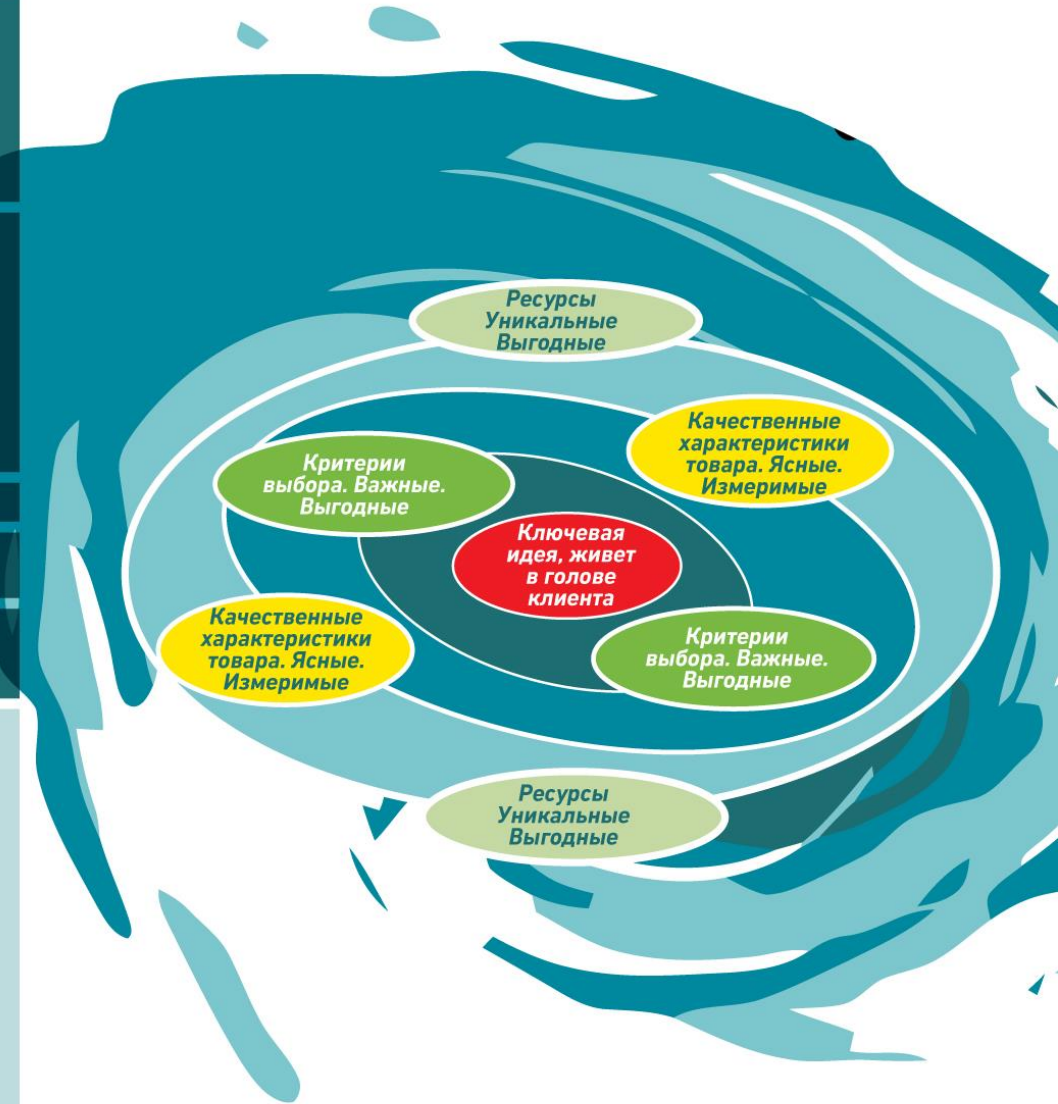 Ресурсы
Уникальные
Выгодные
Качественные
характеристики
товара. Ясные.
Измеримые
Критерии
выбора. Важные.
Выгодные
Ключевая
идея, живет
в голове
клиента
Качественные
характеристики
товара. Ясные.
Измеримые
Критерии
выбора. Важные.
Выгодные
Ресурсы
Уникальные
Выгодные